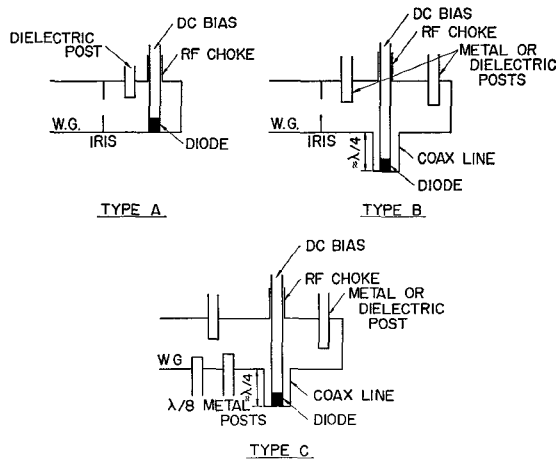 DC BIAS
DIELECTRIC
POST
RF CHOKE
W.G.
IRIS
DIODE
TYPE A
DC BIAS
RF CHOKE
METAL OR
DIELECTRIC
POSTS
W.G.
IRIS
≈λ/4
COAX LINE
DIODE
TYPE B
DC BIAS
RF CHOKE
METAL OR
DIELECTRIC
POST
WG
≈λ/4
COAX LINE
λ/8 METAL
POSTS
DIODE
TYPE C